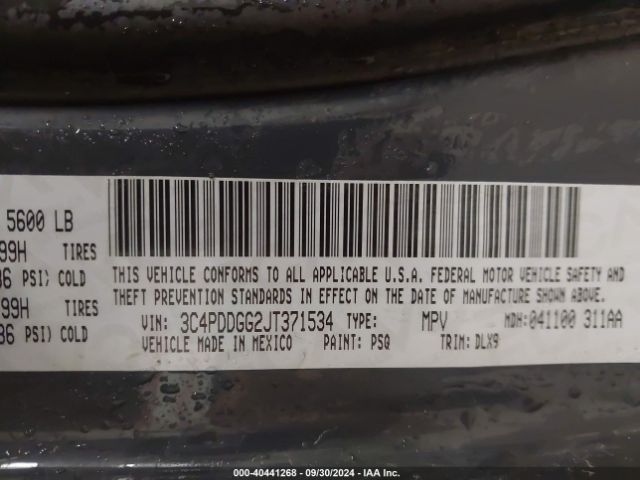 5600 LB
99H TIRES
36 PSI) COLD
99H TIRES
36 PSI) COLD
THIS VEHICLE CONFORMS TO ALL APPLICABLE U.S.A. FEDERAL MOTOR VEHICLE SAFETY AND
THEFT PREVENTION STANDARDS IN EFFECT ON THE DATE OF MANUFACTURE SHOWN ABOVE.
VIN: 3C4PDDGG2JT371534 TYPE: MPV MDH:041100 311AA
VEHICLE MADE IN MEXICO PAINT: PSQ TRIM: DLX9
000-40441268 - 09/30/2024 - IAA Inc.